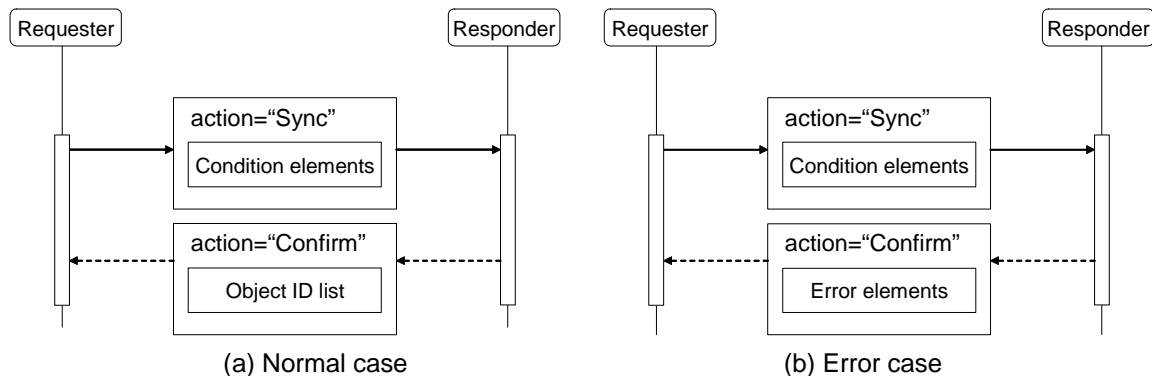 Requester
Responder
action=“Sync”
Condition elements
action=“Confirm”
Object ID list
(a) Normal case
Requester
Responder
action=“Sync”
Condition elements
action=“Confirm”
Error elements
(b) Error case